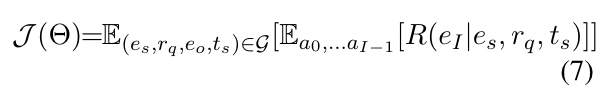 𝒥(Θ)=𝔼_{(e_s,r_q,e_o,t_s)∈𝒢}[𝔼_{a_0,...a_{I−1}}[R(e_I|e_s,r_q,t_s)]]
(7)